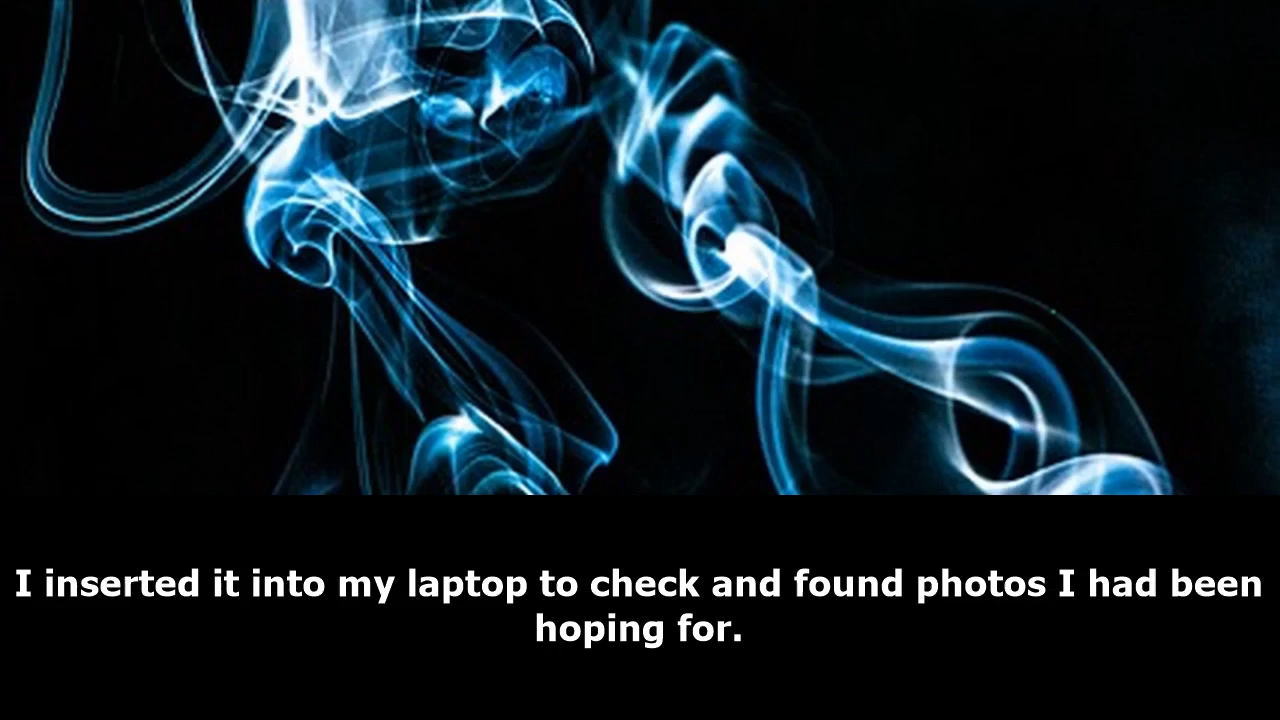 I inserted it into my laptop to check and found photos I had been
hoping for.